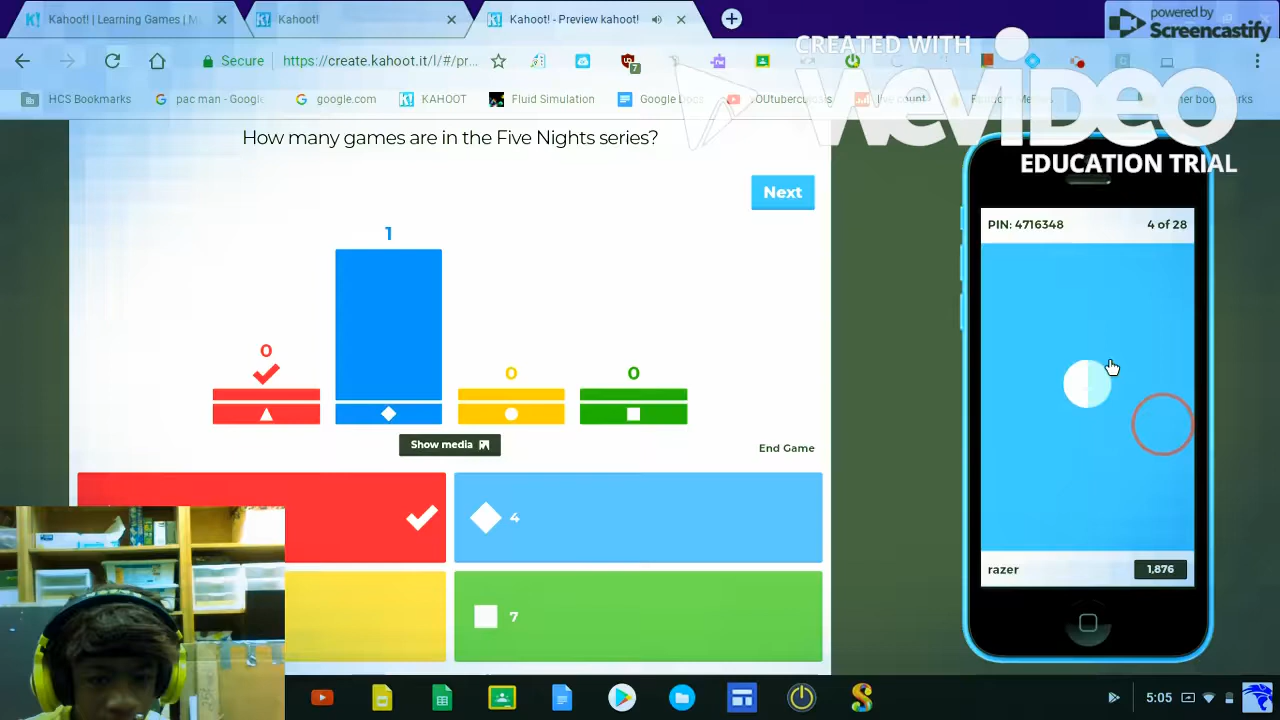 Kahoot! | Learning Games | M
Kahoot!
Kahoot! - Preview kahoot!
powered by
Screencastify
CREATED WITH
WEVIDEO
EDUCATION TRIAL
Secure
https://create.kahoot.it/l/#/pr...
7
HCS Bookmarks
pac man - Google
google.com
KAHOOT
Fluid Simulation
Google Docs
How many games are in the Five Nights series?
Next
1
0
0
0
Show media
End Game
4
7
PIN: 4716348
4 of 28
razer
1,876
5:05